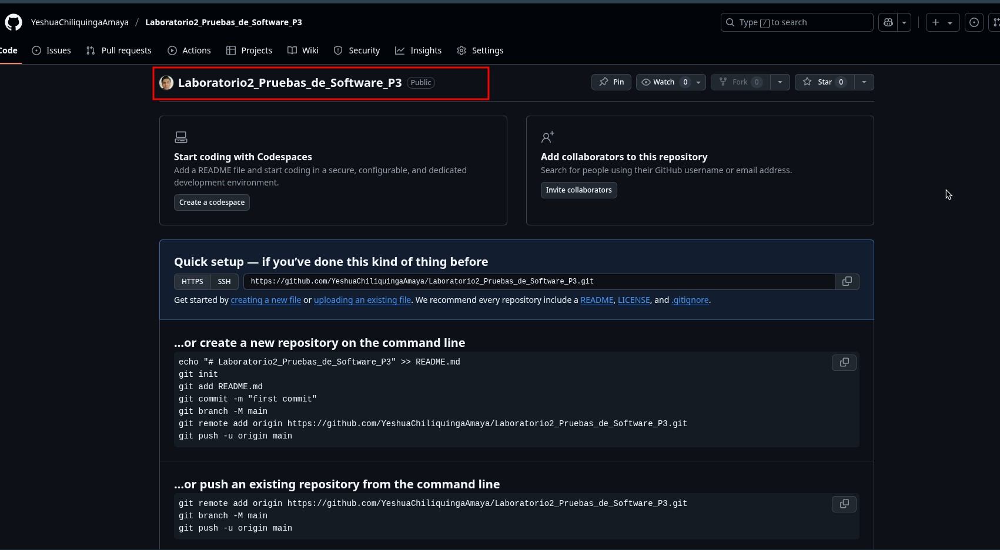 YeshuaChiliquingaAmaya / Laboratorio2_Pruebas_de_Software_P3
Type / to search
Code Issues Pull requests Actions Projects Wiki Security Insights Settings
Laboratorio2_Pruebas_de_Software_P3 Public
Pin Watch 0 Fork 0 Star 0
Start coding with Codespaces
Add a README file and start coding in a secure, configurable, and dedicated
development environment.
Create a codespace
Add collaborators to this repository
Search for people using their GitHub username or email address.
Invite collaborators
Quick setup — if you’ve done this kind of thing before
HTTPS SSH https://github.com/YeshuaChiliquingaAmaya/Laboratorio2_Pruebas_de_Software_P3.git
Get started by creating a new file or uploading an existing file. We recommend every repository include a README, LICENSE, and .gitignore.
…or create a new repository on the command line
echo "# Laboratorio2_Pruebas_de_Software_P3" >> README.md
git init
git add README.md
git commit -m "first commit"
git branch -M main
git remote add origin https://github.com/YeshuaChiliquingaAmaya/Laboratorio2_Pruebas_de_Software_P3.git
git push -u origin main
…or push an existing repository from the command line
git remote add origin https://github.com/YeshuaChiliquingaAmaya/Laboratorio2_Pruebas_de_Software_P3.git
git branch -M main
git push -u origin main